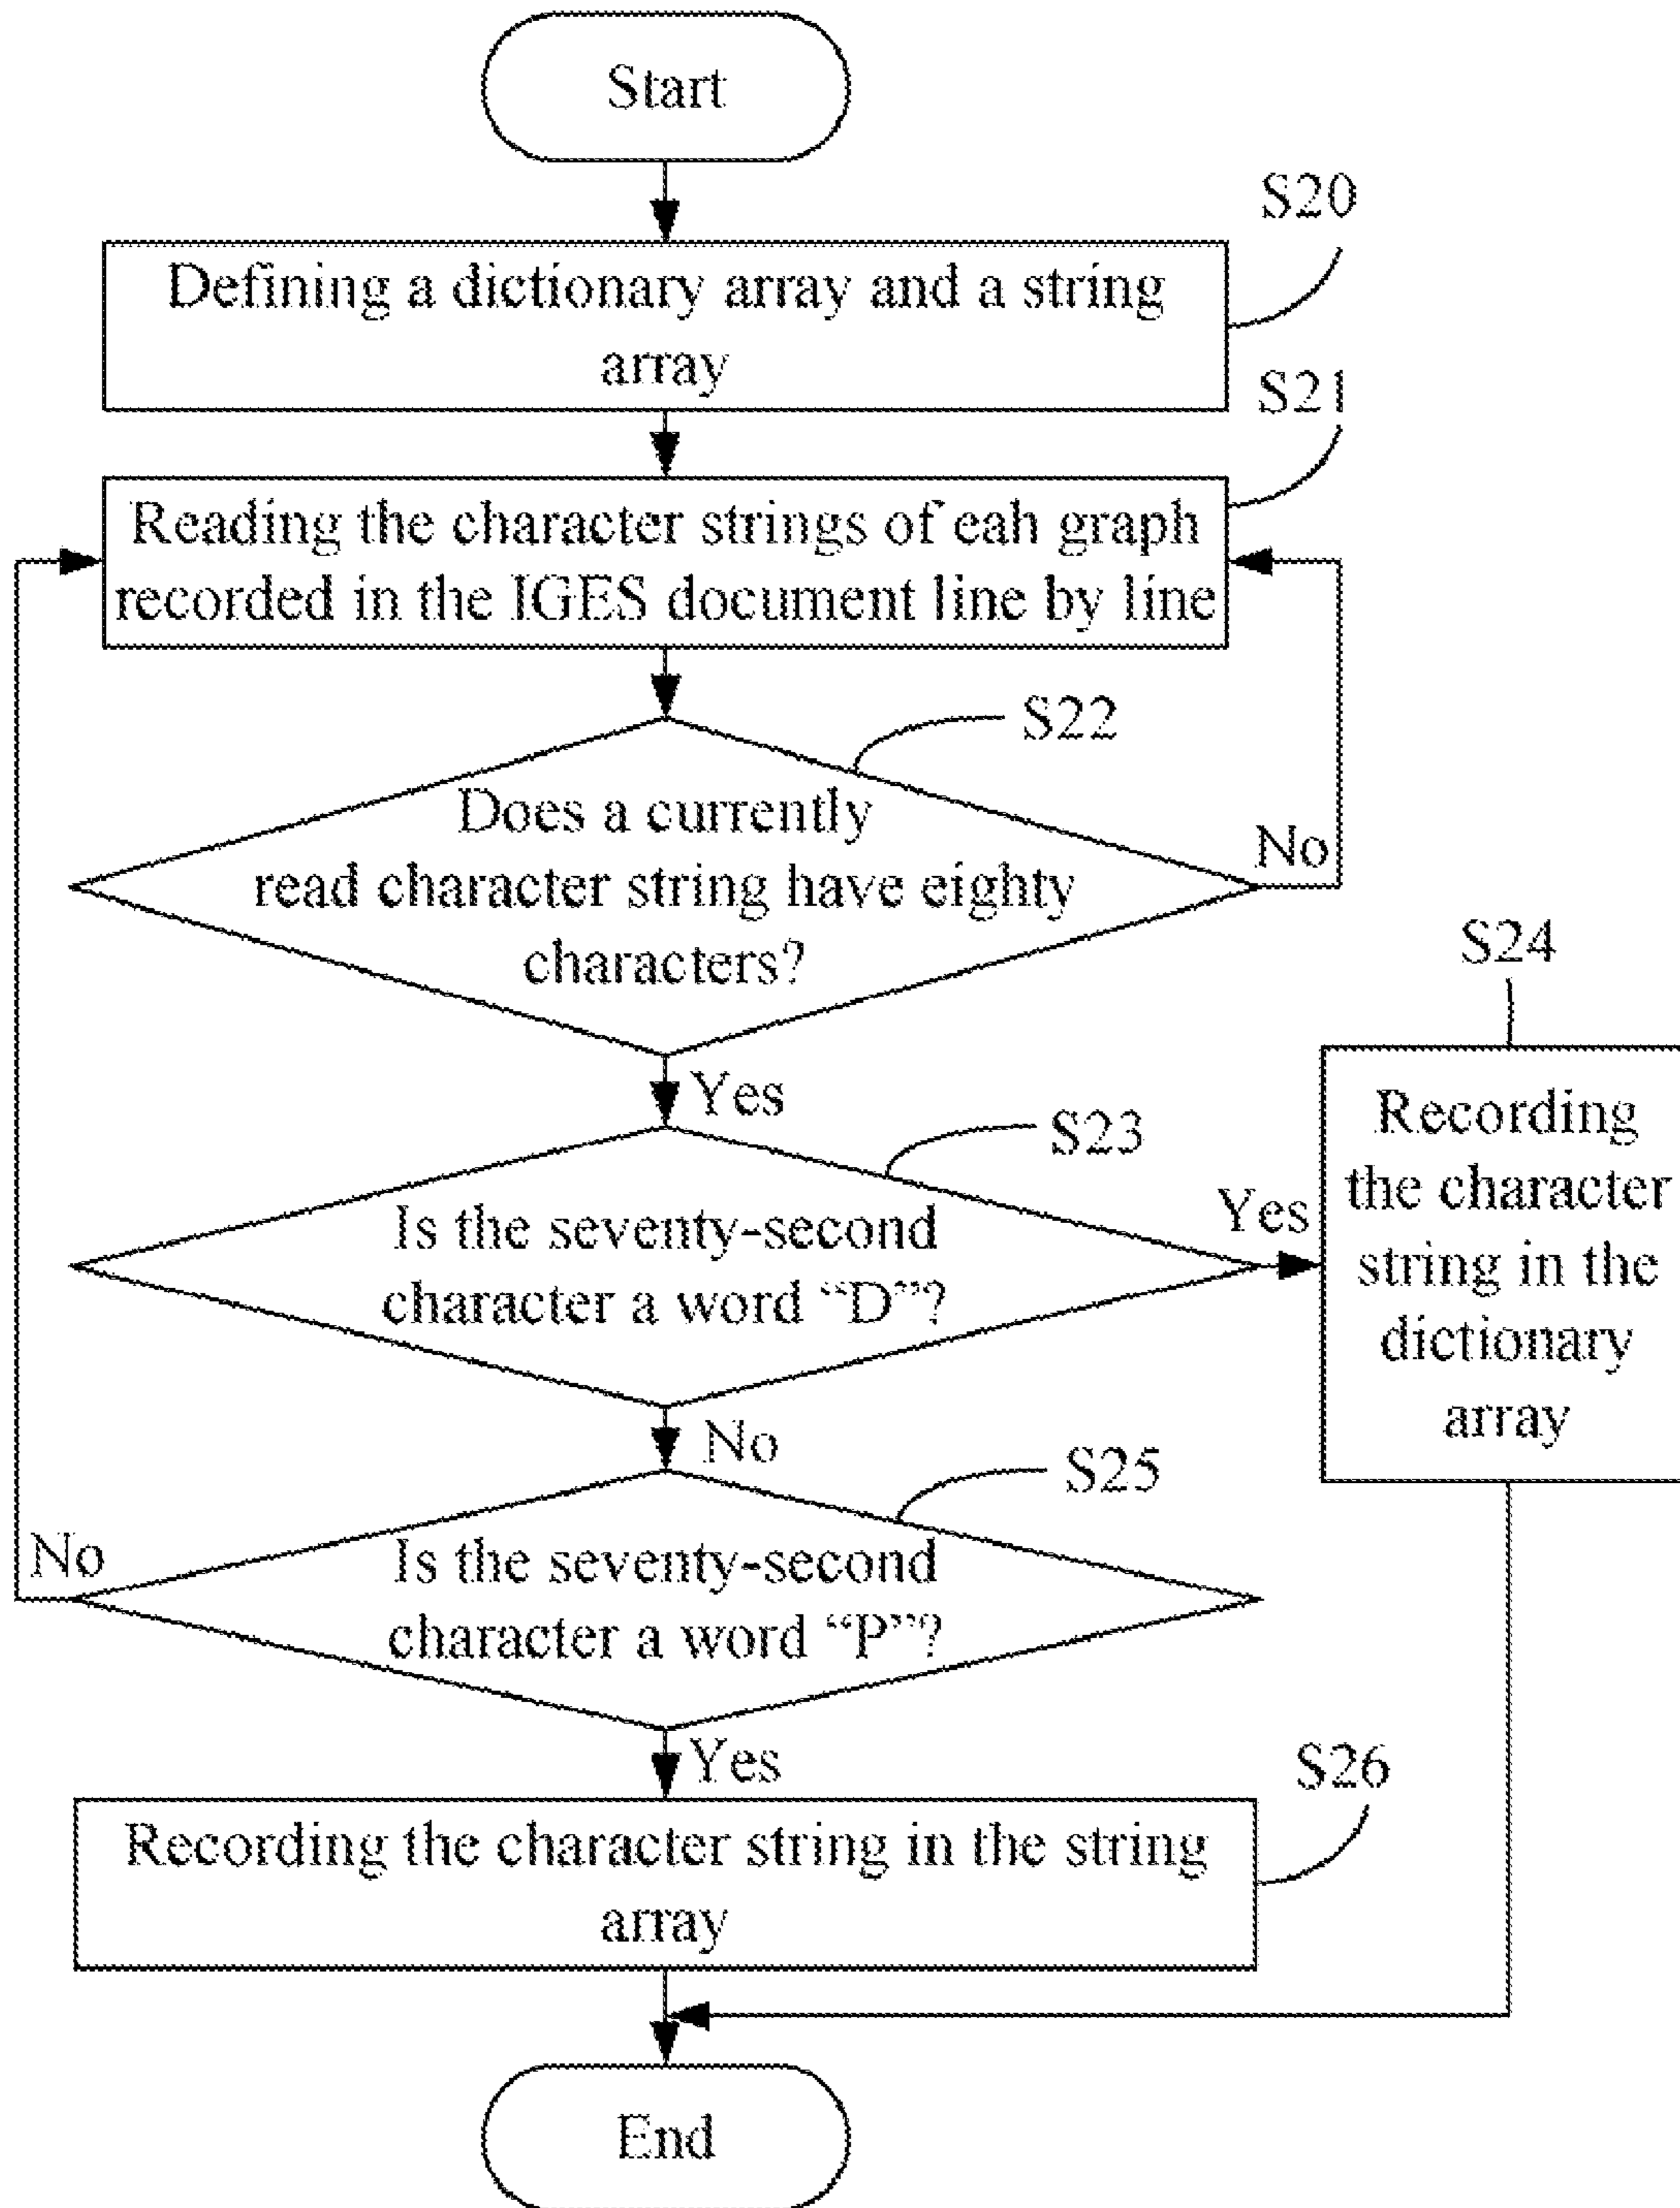 Start
S20
Defining a dictionary array and a string
array
S21
Reading the character strings of eah graph
recorded in the IGES document line by line
S22
Does a currently
read character string have eighty
characters?
No
Yes
S23
Is the seventy-second
character a word “D”?
Yes
S24
Recording
the character
string in the
dictionary
array
No
S25
Is the seventy-second
character a word “P”?
No
Yes
S26
Recording the character string in the string
array
End